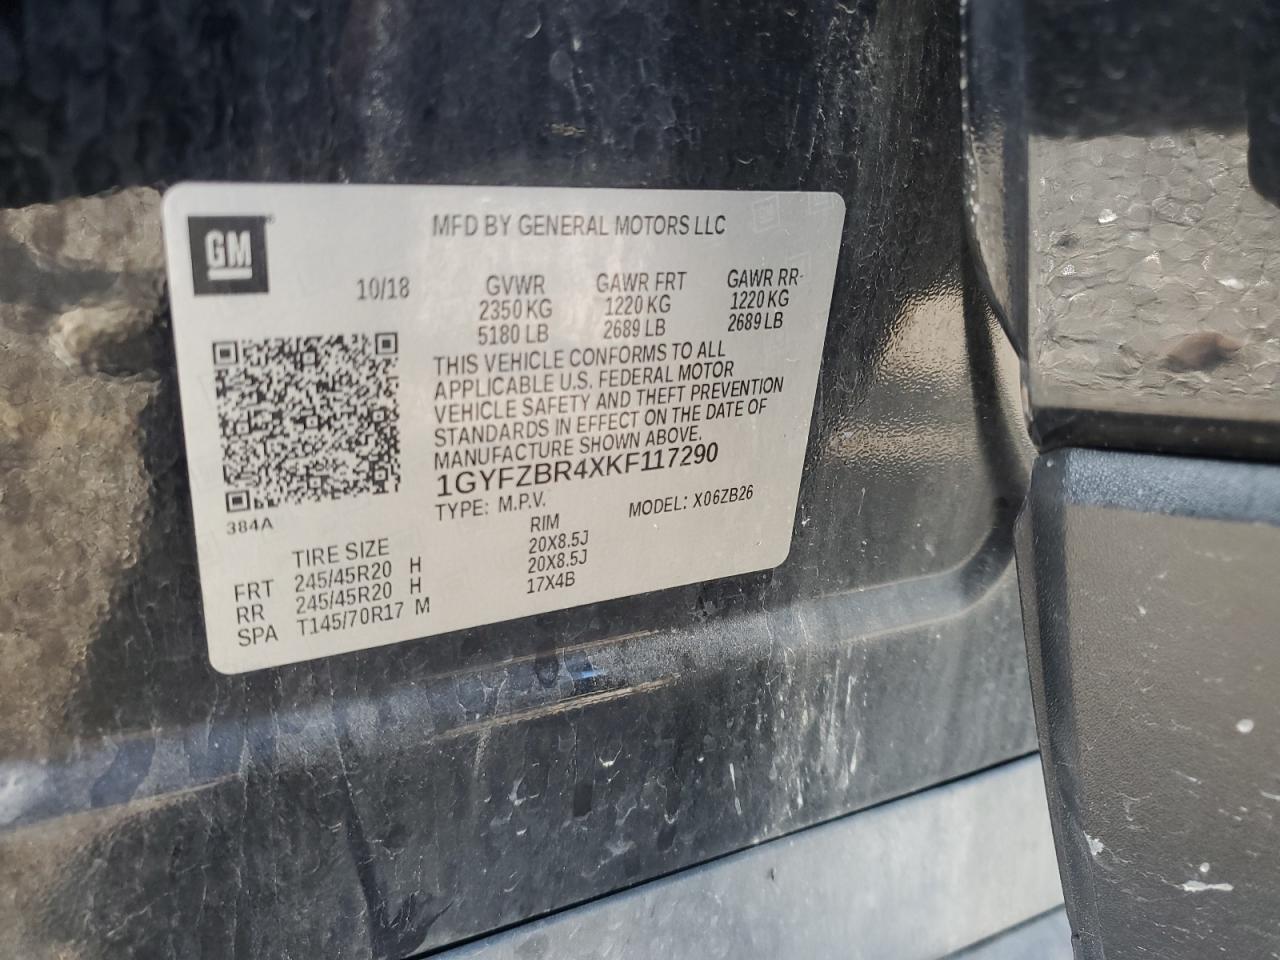 GM
MFD BY GENERAL MOTORS LLC
10/18 GVWR GAWR FRT GAWR RR
2350 KG 1220 KG 1220 KG
5180 LB 2689 LB 2689 LB
THIS VEHICLE CONFORMS TO ALL
APPLICABLE U.S. FEDERAL MOTOR
VEHICLE SAFETY AND THEFT PREVENTION
STANDARDS IN EFFECT ON THE DATE OF
MANUFACTURE SHOWN ABOVE.
1GYFZBR4XKF117290
TYPE: M.P.V. MODEL: X06ZB26
384A
TIRE SIZE RIM
FRT 245/45R20 H 20X8.5J
RR 245/45R20 H 20X8.5J
SPA T145/70R17 M 17X4B